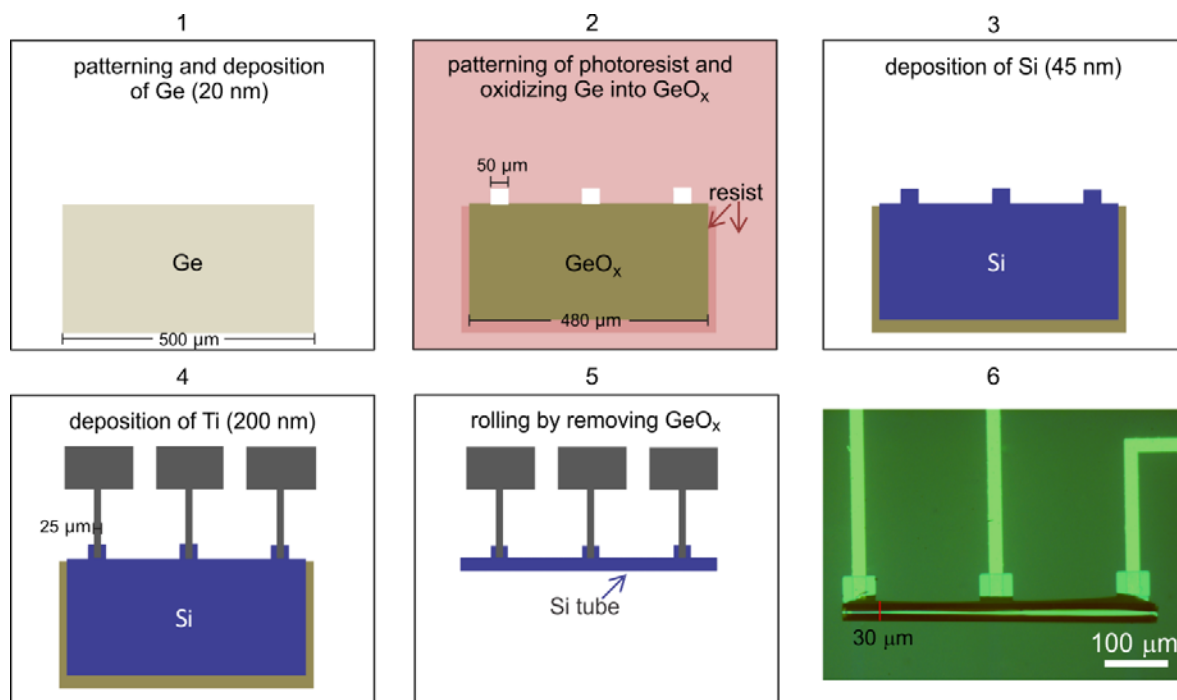 1
patterning and deposition
of Ge (20 nm)
Ge
500 µm
2
patterning of photoresist and
oxidizing Ge into GeOₓ
50 µm
resist
GeOₓ
480 µm
3
deposition of Si (45 nm)
Si
4
deposition of Ti (200 nm)
25 µm
Si
5
rolling by removing GeOₓ
Si tube
6
30 µm
100 µm